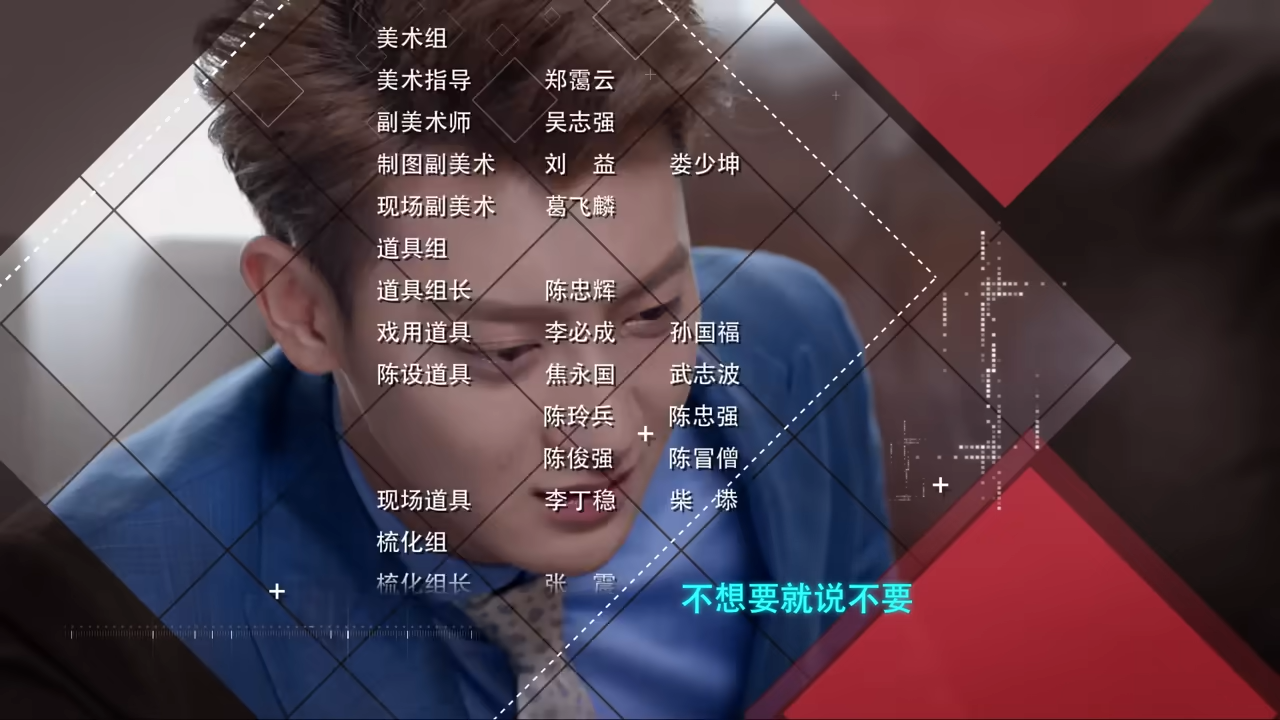 美术组
美术指导 郑霭云
副美术师 吴志强
制图副美术 刘 益 娄少坤
现场副美术 葛飞麟
道具组
道具组长 陈忠辉
戏用道具 李必成 孙国福
陈设道具 焦永国 武志波
陈玲兵 陈忠强
陈俊强 陈冒僧
现场道具 李丁稳 柴 塨
梳化组
梳化组长 张 震
不想要就说不要